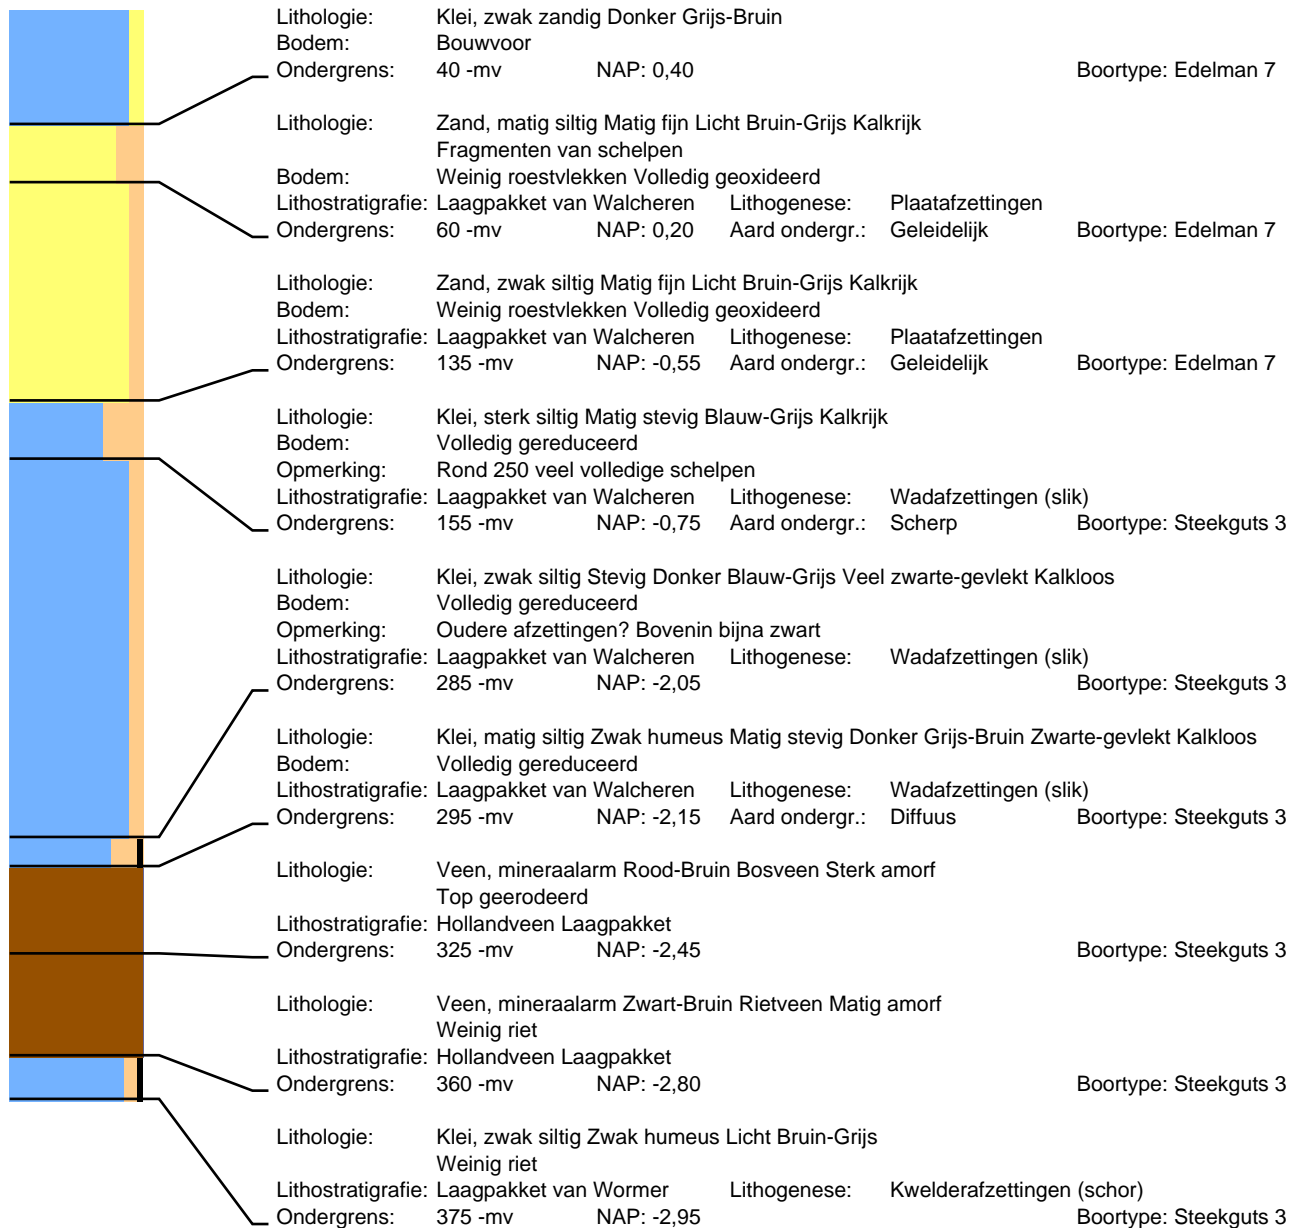 Lithologie: Klei, zwak zandig Donker Grijs-Bruin
Bodem: Bouwvoor
Ondergrens: 40 -mv NAP: 0,40 Boortype: Edelman 7
Lithologie: Zand, matig siltig Matig fijn Licht Bruin-Grijs Kalkrijk
Fragmenten van schelpen
Bodem: Weinig roestvlekken Volledig geoxideerd
Lithostratigrafie: Laagpakket van Walcheren Lithogenese: Plaatafzettingen
Ondergrens: 60 -mv NAP: 0,20 Aard ondergr.: Geleidelijk Boortype: Edelman 7
Lithologie: Zand, zwak siltig Matig fijn Licht Bruin-Grijs Kalkrijk
Bodem: Weinig roestvlekken Volledig geoxideerd
Lithostratigrafie: Laagpakket van Walcheren Lithogenese: Plaatafzettingen
Ondergrens: 135 -mv NAP: -0,55 Aard ondergr.: Geleidelijk Boortype: Edelman 7
Lithologie: Klei, sterk siltig Matig stevig Blauw-Grijs Kalkrijk
Bodem: Volledig gereduceerd
Opmerking: Rond 250 veel volledige schelpen
Lithostratigrafie: Laagpakket van Walcheren Lithogenese: Wadafzettingen (slik)
Ondergrens: 155 -mv NAP: -0,75 Aard ondergr.: Scherp Boortype: Steekguts 3
Lithologie: Klei, zwak siltig Stevig Donker Blauw-Grijs Veel zwarte-gevlekt Kalkloos
Bodem: Volledig gereduceerd
Opmerking: Oudere afzettingen? Bovenin bijna zwart
Lithostratigrafie: Laagpakket van Walcheren Lithogenese: Wadafzettingen (slik)
Ondergrens: 285 -mv NAP: -2,05 Boortype: Steekguts 3
Lithologie: Klei, matig siltig Zwak humeus Matig stevig Donker Grijs-Bruin Zwarte-gevlekt Kalkloos
Bodem: Volledig gereduceerd
Lithostratigrafie: Laagpakket van Walcheren Lithogenese: Wadafzettingen (slik)
Ondergrens: 295 -mv NAP: -2,15 Aard ondergr.: Diffuus Boortype: Steekguts 3
Lithologie: Veen, mineraalarm Rood-Bruin Bosveen Sterk amorf
Top geerodeerd
Lithostratigrafie: Hollandveen Laagpakket
Ondergrens: 325 -mv NAP: -2,45 Boortype: Steekguts 3
Lithologie: Veen, mineraalarm Zwart-Bruin Rietveen Matig amorf
Weinig riet
Lithostratigrafie: Hollandveen Laagpakket
Ondergrens: 360 -mv NAP: -2,80 Boortype: Steekguts 3
Lithologie: Klei, zwak siltig Zwak humeus Licht Bruin-Grijs
Weinig riet
Lithostratigrafie: Laagpakket van Wormer Lithogenese: Kwelderafzettingen (schor)
Ondergrens: 375 -mv NAP: -2,95 Boortype: Steekguts 3